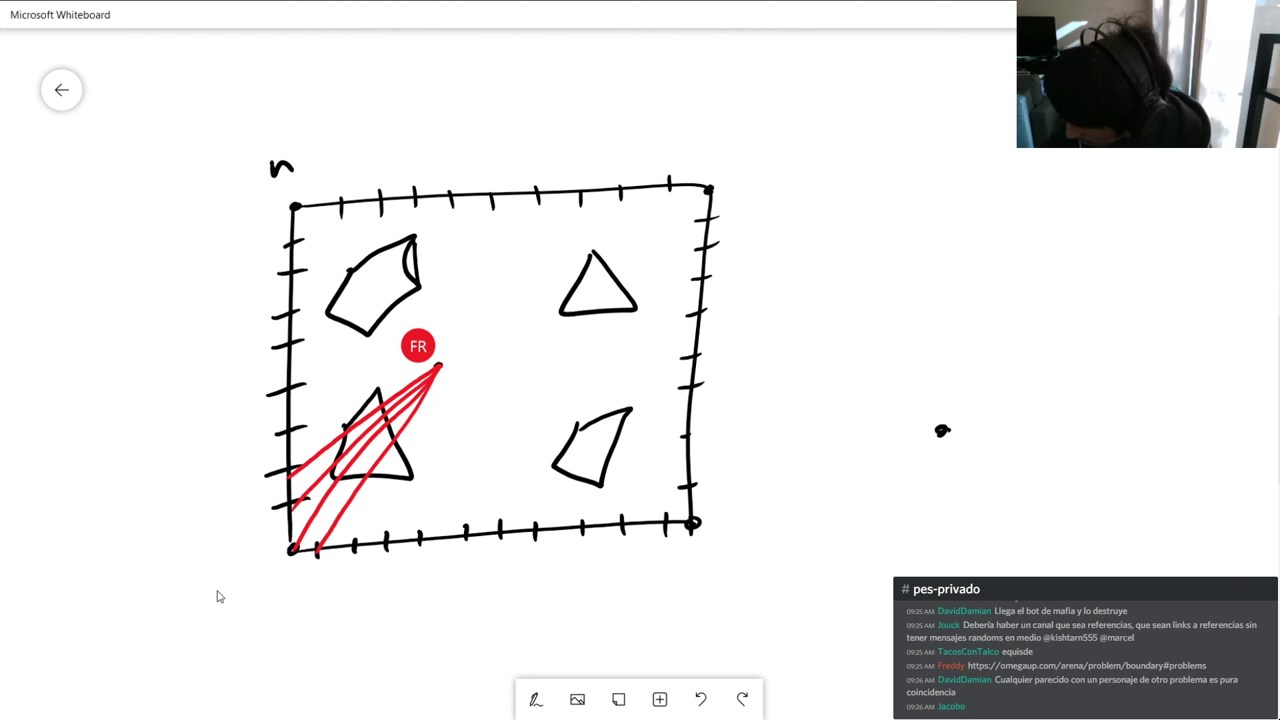 Microsoft Whiteboard
n
FR
# pes-privado
09:25 AM DavidDamian Llega el bot de mafia y lo destruye
09:25 AM Jouck Debería haber un canal que sea referencias, que sean links a referencias sin
tener mensajes randoms en medio @kishtarn555 @marcel
09:25 AM TacosConTalco equisde
09:25 AM Freddy https://omegaup.com/arena/problem/boundary#problems
09:26 AM DavidDamian Cualquier parecido con un personaje de otro problema es pura
coincidencia
09:26 AM Jacobo